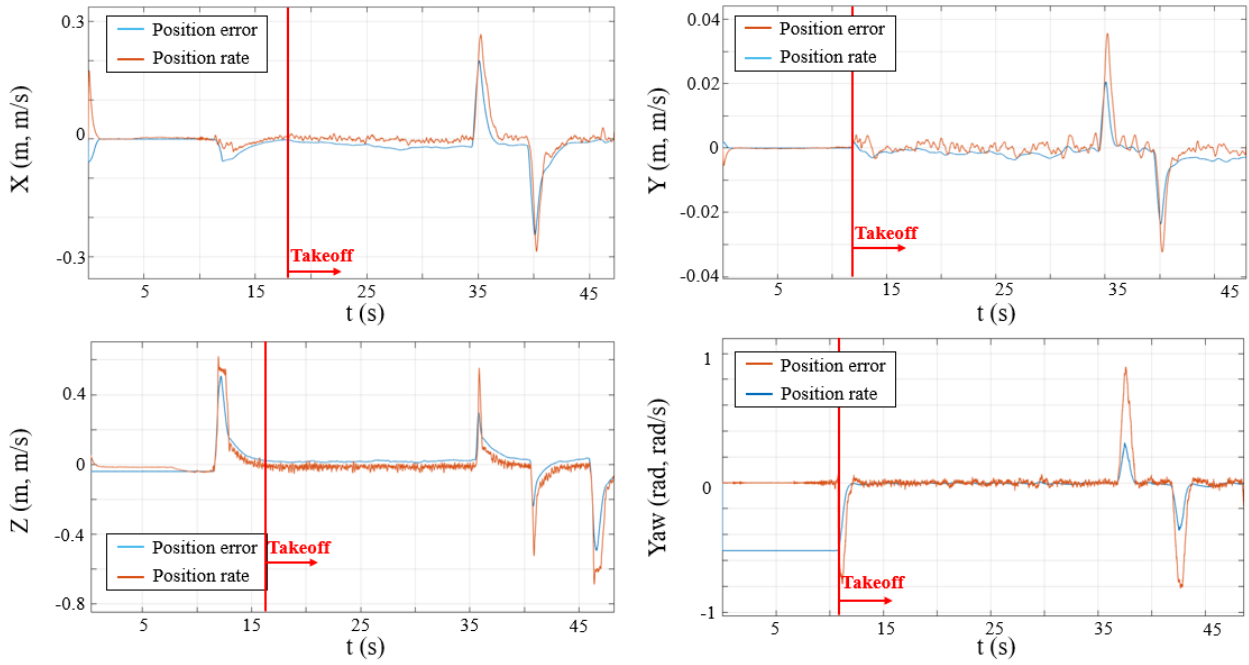 0.3
0
-0.3
X (m, m/s)
Position error
Position rate
Takeoff
5 15 25 35 45
t (s)
0.04
0.02
0
-0.02
-0.04
Y (m, m/s)
Position error
Position rate
Takeoff
5 15 25 35 45
t (s)
0.4
0
-0.4
-0.8
Z (m, m/s)
Position error
Position rate
Takeoff
5 15 25 35 45
t (s)
1
0
-1
Yaw (rad, rad/s)
Position error
Position rate
Takeoff
5 15 25 35 45
t (s)